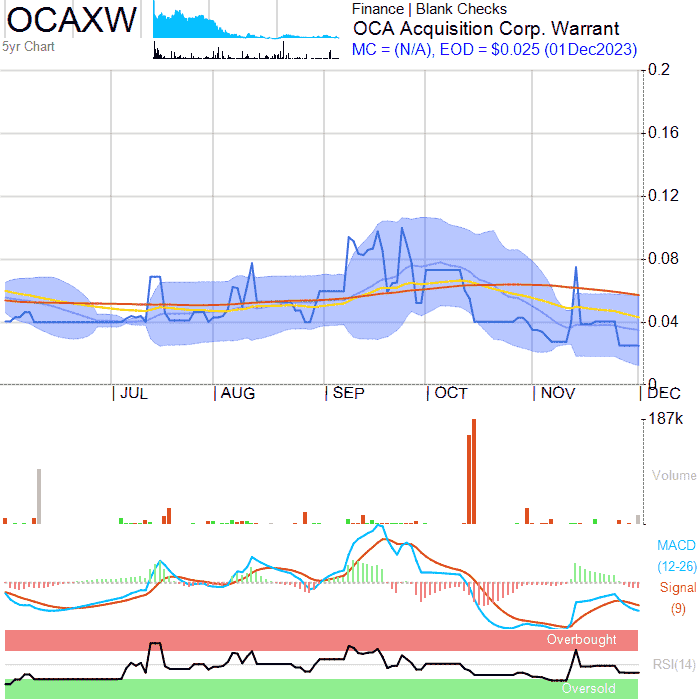 OCAXW
5yr Chart
Finance | Blank Checks
OCA Acquisition Corp. Warrant
MC = (N/A), EOD = $0.025 (01Dec2023)
0.2
0.16
0.12
0.08
0.04
0
JUL AUG SEP OCT NOV DEC
187k
Volume
MACD
(12-26)
Signal
(9)
Overbought
RSI(14)
Oversold